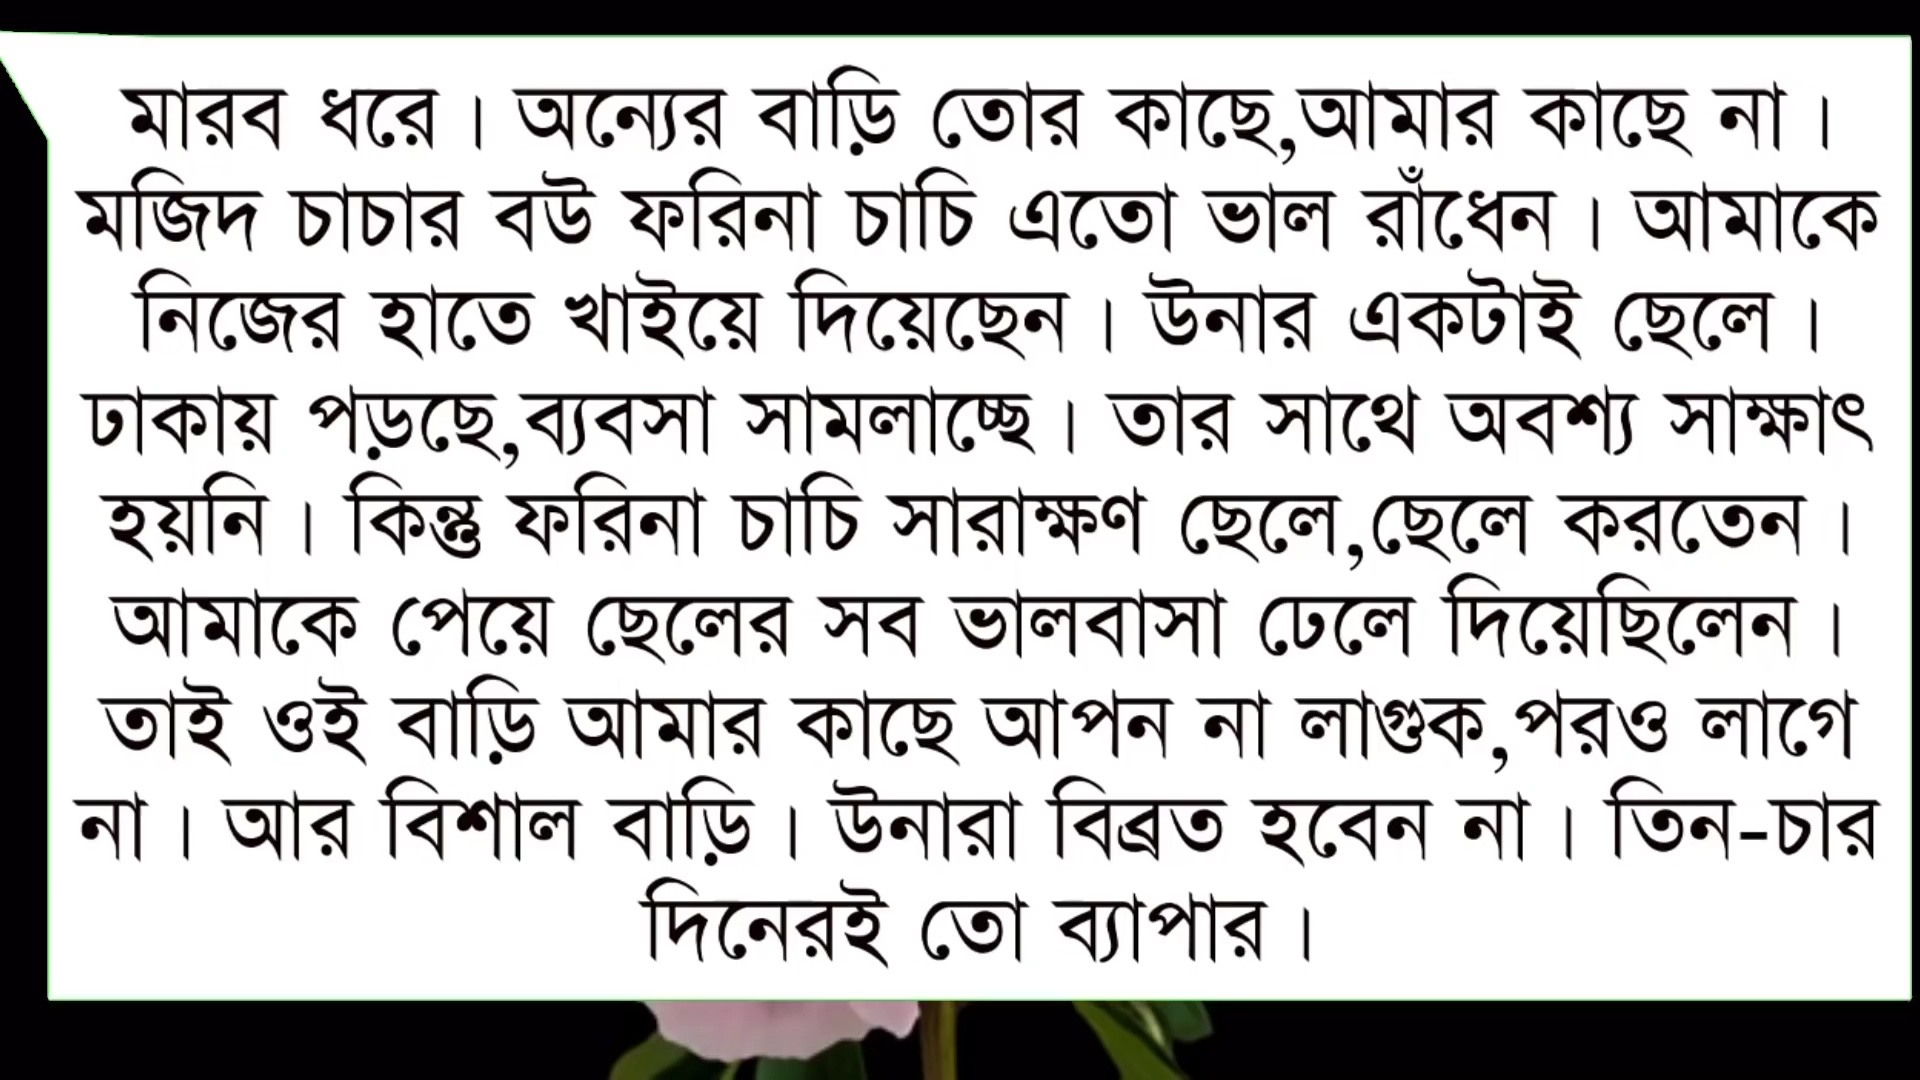 মারব ধরে। অন্যের বাড়ি তোর কাছে,আমার কাছে না।
মজিদ চাচার বউ ফরিনা চাচি এতো ভাল রাঁধেন। আমাকে
নিজের হাতে খাইয়ে দিয়েছেন। উনার একটাই ছেলে।
ঢাকায় পড়ছে,ব্যবসা সামলাচ্ছে। তার সাথে অবশ্য সাক্ষাৎ
হয়নি। কিন্তু ফরিনা চাচি সারাক্ষণ ছেলে,ছেলে করতেন।
আমাকে পেয়ে ছেলের সব ভালবাসা ঢেলে দিয়েছিলেন।
তাই ওই বাড়ি আমার কাছে আপন না লাগুক,পরও লাগে
না। আর বিশাল বাড়ি। উনারা বিব্রত হবেন না। তিন-চার
দিনেরই তো ব্যাপার।